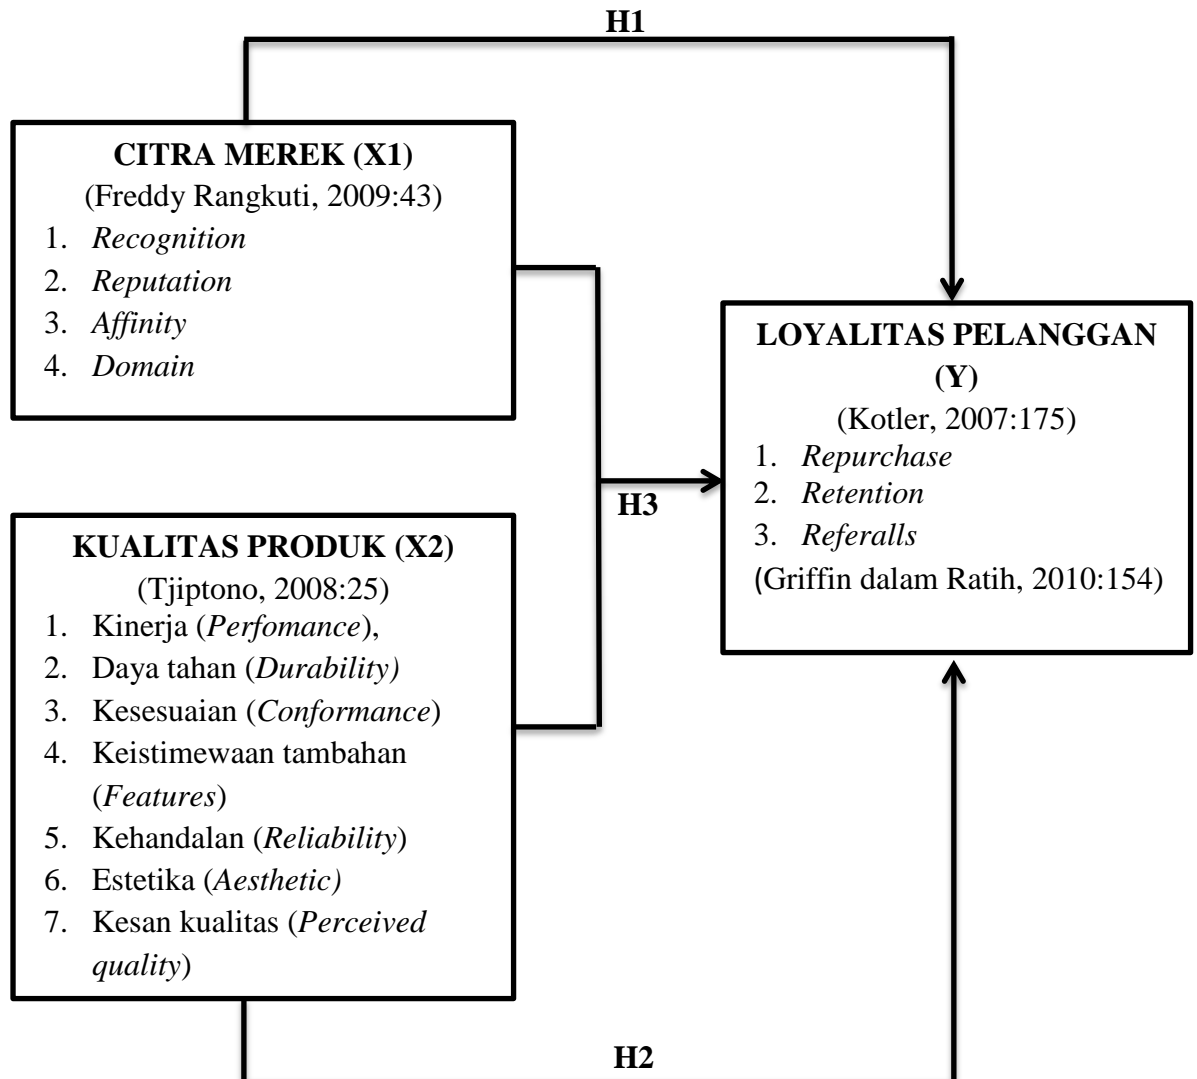 H1
CITRA MEREK (X1)
(Freddy Rangkuti, 2009:43)
1. Recognition
2. Reputation
3. Affinity
4. Domain
LOYALITAS PELANGGAN
(Y)
(Kotler, 2007:175)
1. Repurchase
2. Retention
3. Referalls
(Griffin dalam Ratih, 2010:154)
H3
KUALITAS PRODUK (X2)
(Tjiptono, 2008:25)
1. Kinerja (Perfomance),
2. Daya tahan (Durability)
3. Kesesuaian (Conformance)
4. Keistimewaan tambahan
(Features)
5. Kehandalan (Reliability)
6. Estetika (Aesthetic)
7. Kesan kualitas (Perceived
quality)
H2